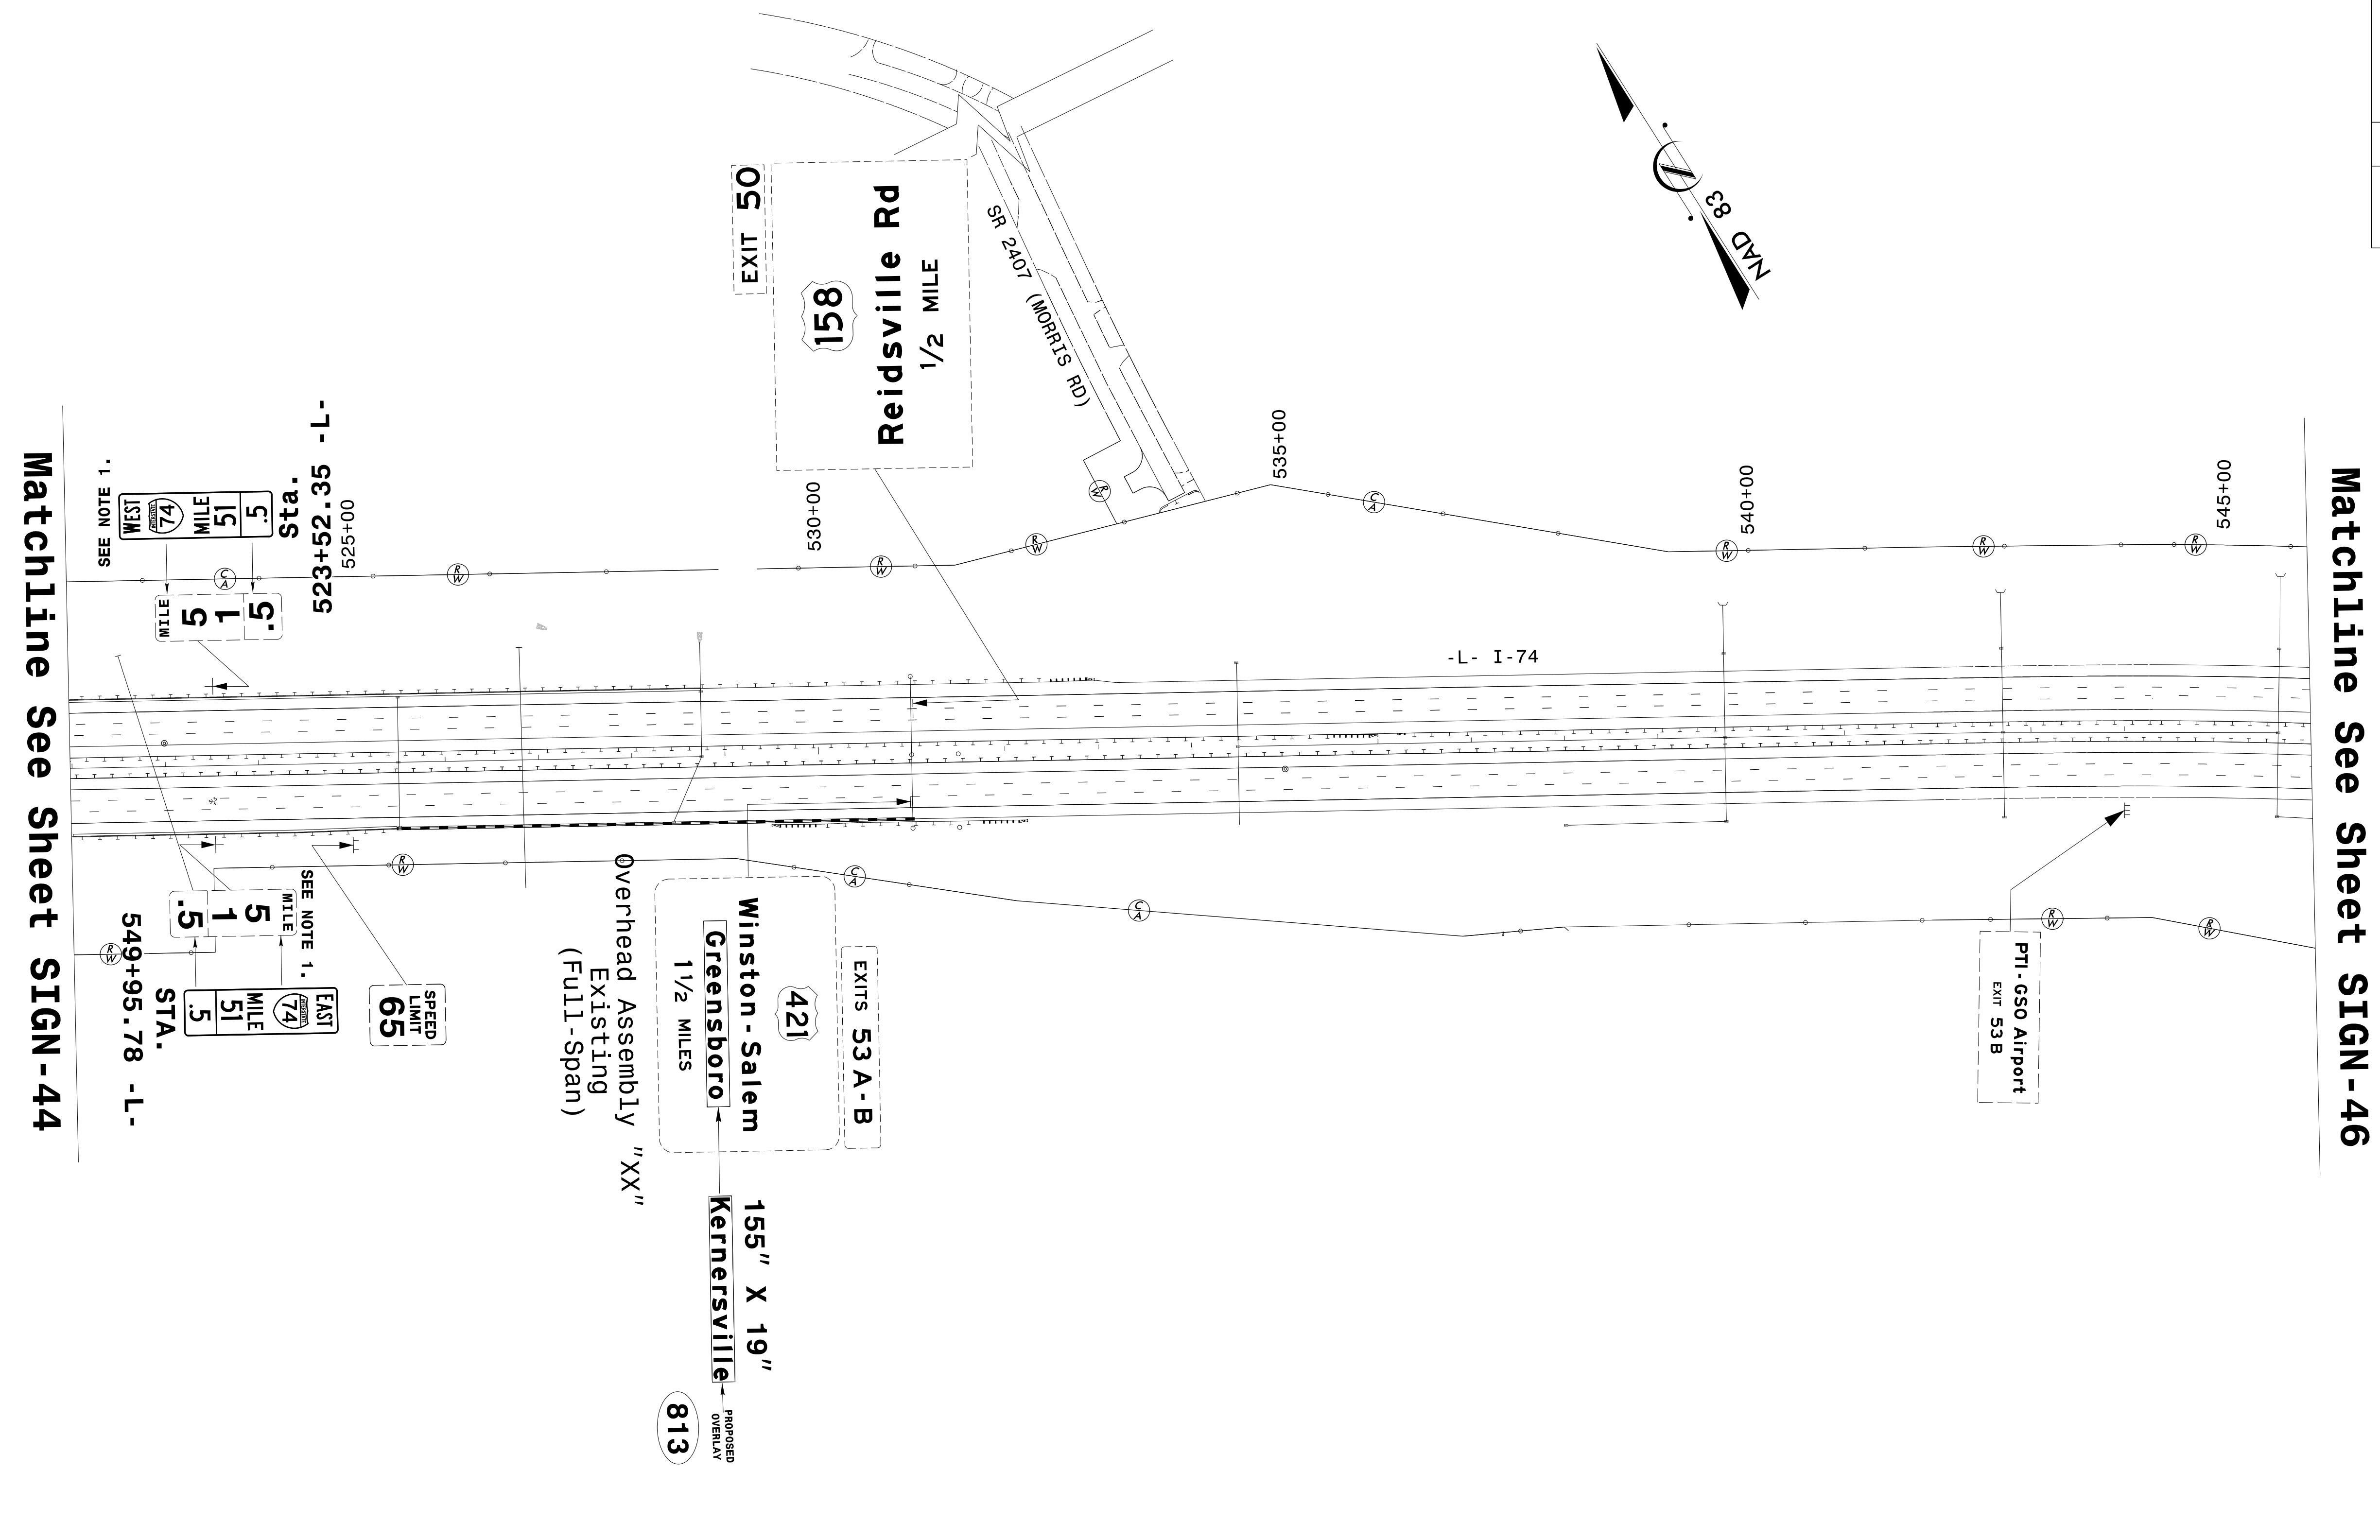 Matchline See Sheet SIGN-44
SEE NOTE 1.
WEST
INTERSTATE
74
MILE
51
.5
Sta.
523+52.35 -L-
525+00
MILE
5
1
.5
EXIT 50
158
Reidsville Rd
1/2 MILE
SR 2407 (MORRIS RD)
530+00
535+00
540+00
545+00
NAD 83
C
A
R
W
R
W
R
W
R
W
C
A
R
W
R
W
R
W
-L- I-74
R
W
C
A
C
A
R
W
R
W
R
W
MILE
5
1
.5
SEE NOTE 1.
EAST
INTERSTATE
74
MILE
51
.5
STA.
549+95.78 -L-
SPEED
LIMIT
65
Overhead Assembly "XX"
Existing
(Full-Span)
EXITS 53 A-B
421
Winston-Salem
Greensboro
1 1/2 MILES
155" X 19"
Kernersville
PROPOSED
OVERLAY
813
PTI-GSO Airport
EXIT 53 B
Matchline See Sheet SIGN-46